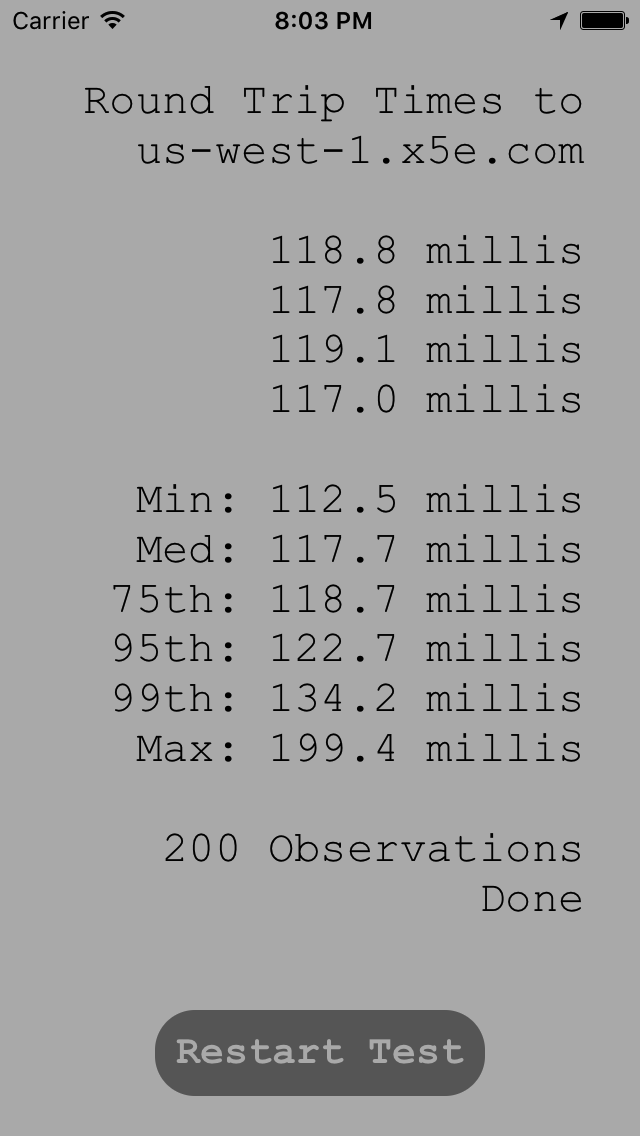 Carrier 8:03 PM
Round Trip Times to
us-west-1.x5e.com
118.8 millis
117.8 millis
119.1 millis
117.0 millis
Min: 112.5 millis
Med: 117.7 millis
75th: 118.7 millis
95th: 122.7 millis
99th: 134.2 millis
Max: 199.4 millis
200 Observations
Done
Restart Test